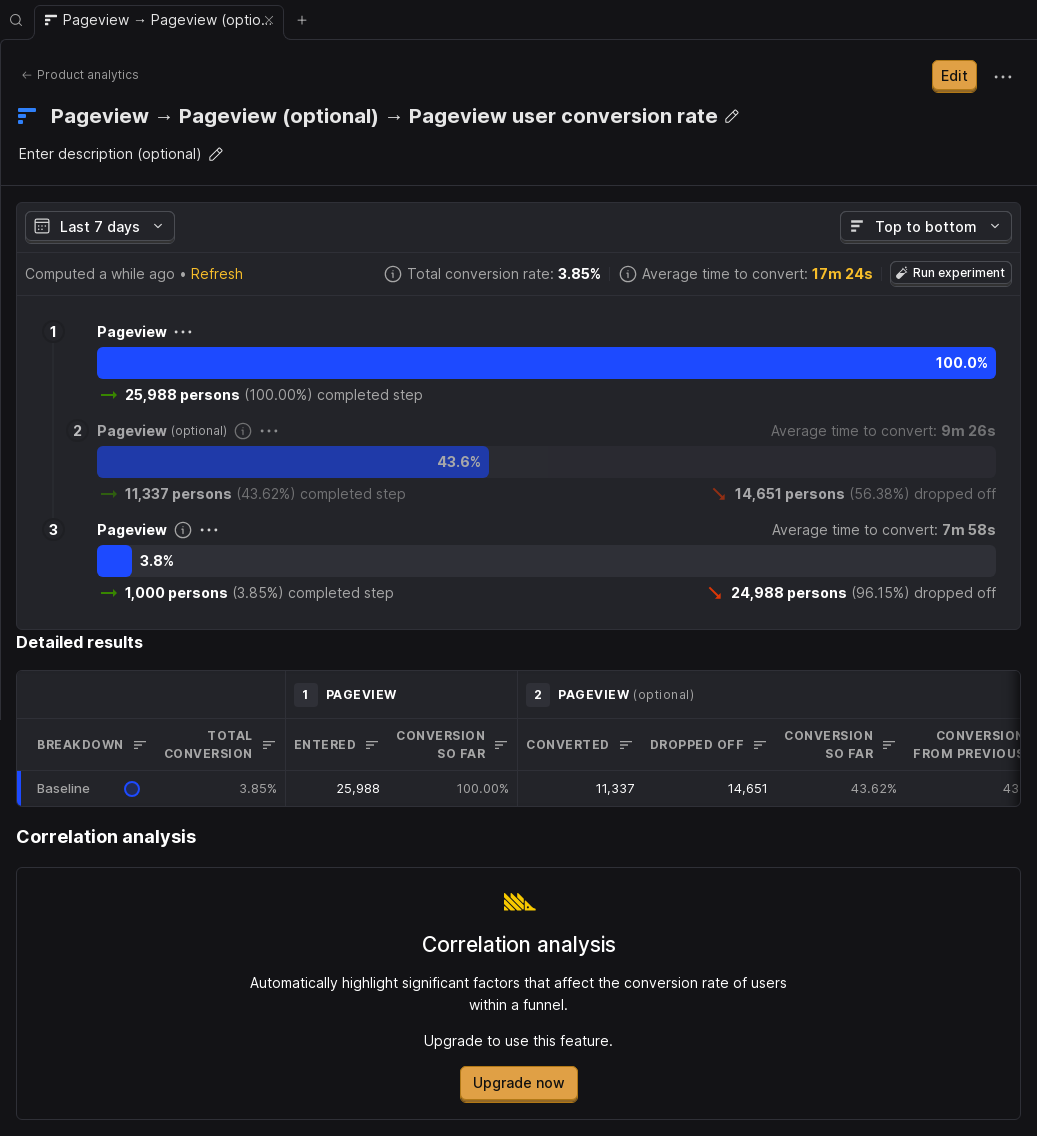 Pageview → Pageview (optio...
← Product analytics
Edit
Pageview → Pageview (optional) → Pageview user conversion rate
Enter description (optional)
Last 7 days
Top to bottom
Computed a while ago • Refresh
Total conversion rate: 3.85%
Average time to convert: 17m 24s
Run experiment
1
Pageview
100.0%
25,988 persons (100.00%) completed step
2
Pageview (optional)
Average time to convert: 9m 26s
43.6%
11,337 persons (43.62%) completed step
14,651 persons (56.38%) dropped off
3
Pageview
Average time to convert: 7m 58s
3.8%
1,000 persons (3.85%) completed step
24,988 persons (96.15%) dropped off
Detailed results
1 PAGEVIEW
2 PAGEVIEW (optional)
BREAKDOWN
TOTAL
CONVERSION
ENTERED
CONVERSION
SO FAR
CONVERTED
DROPPED OFF
CONVERSION
SO FAR
CONVERSION
FROM PREVIOUS
Baseline
3.85%
25,988
100.00%
11,337
14,651
43.62%
43
Correlation analysis
Correlation analysis
Automatically highlight significant factors that affect the conversion rate of users
within a funnel.
Upgrade to use this feature.
Upgrade now